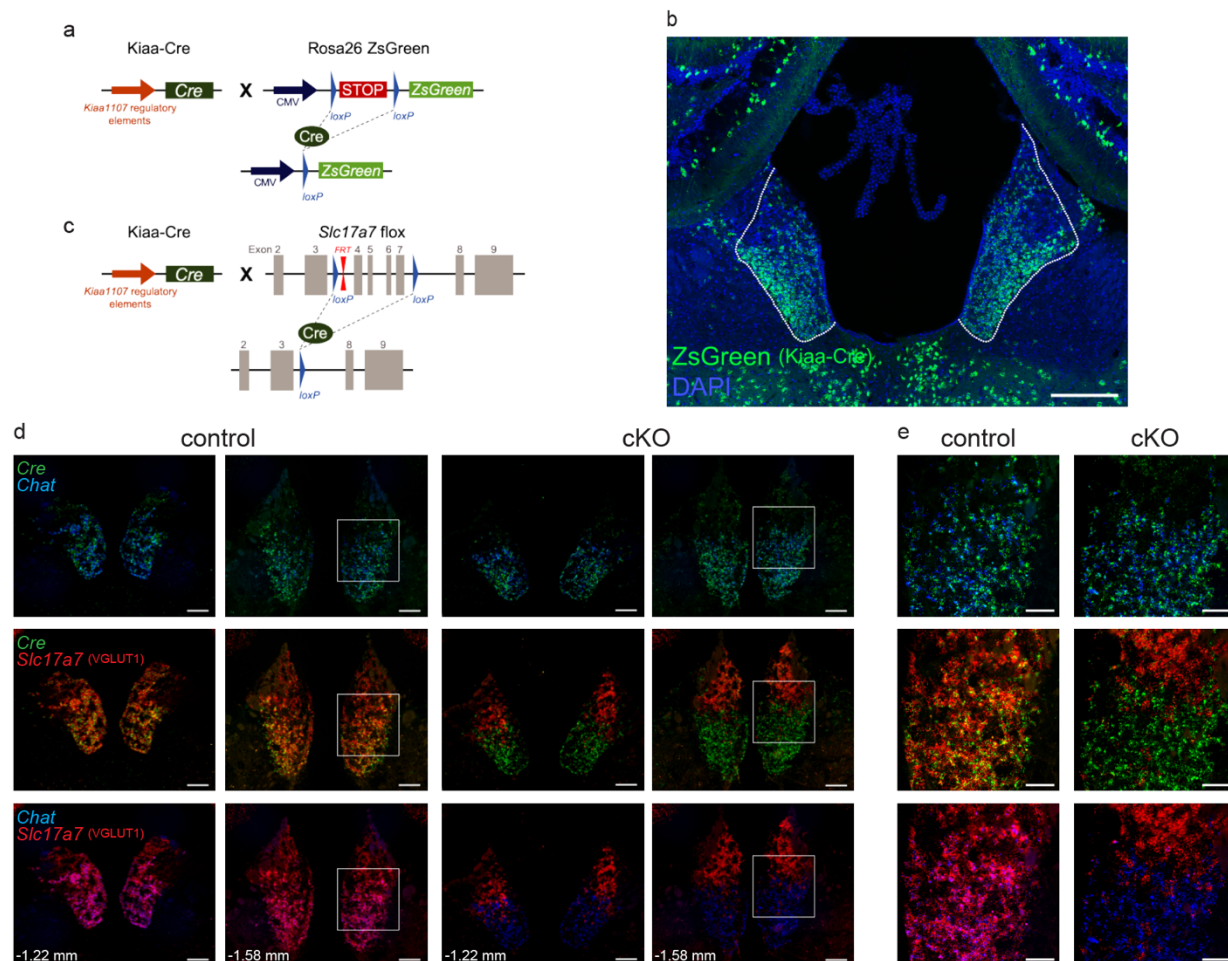 a
Kiaa-Cre
Rosa26 ZsGreen
Cre
X
STOP
ZsGreen
Kiaa1107 regulatory
elements
CMV
loxP
loxP
Cre
ZsGreen
CMV
loxP
b
ZsGreen (Kiaa-Cre)
DAPI
c
Kiaa-Cre
Slc17a7 flox
Exon 2 3 FRT 4 5 6 7 8 9
Cre
X
Kiaa1107 regulatory
elements
loxP
loxP
Cre
2 3 8 9
loxP
d
control
cKO
Cre
Chat
Cre
Slc17a7 (VGLUT1)
Chat
Slc17a7 (VGLUT1)
-1.22 mm
-1.58 mm
-1.22 mm
-1.58 mm
e
control
cKO